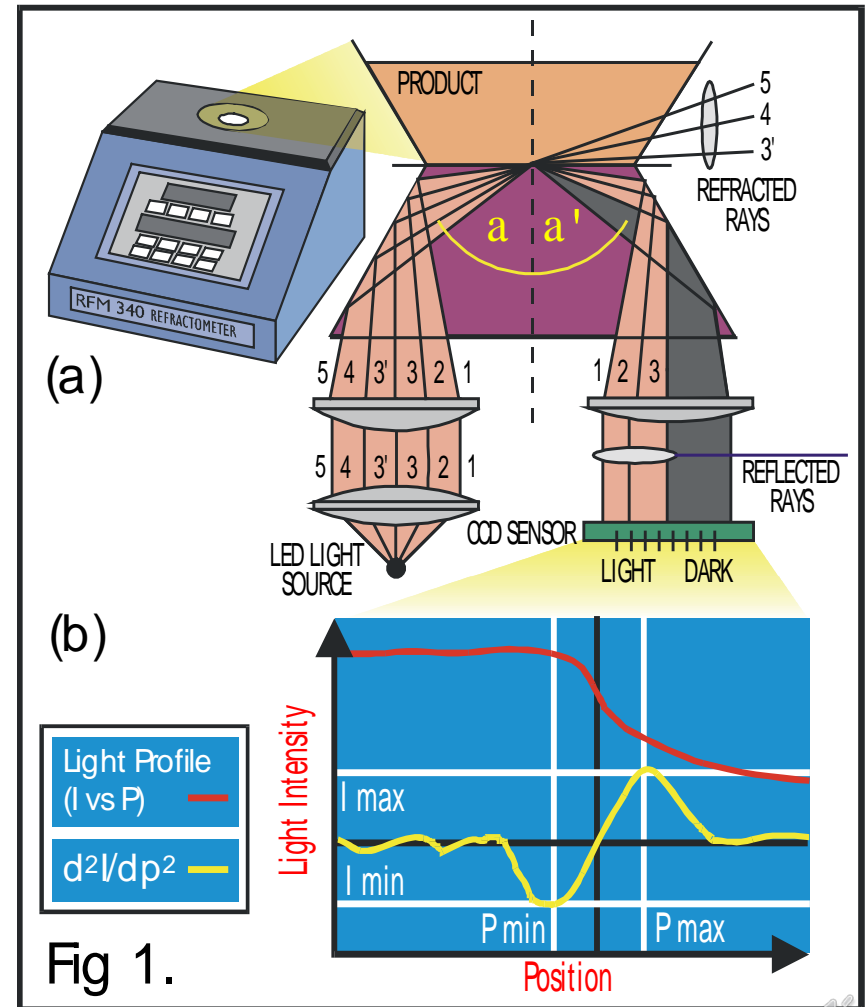 PRODUCT
5
4
3'
REFRACTED
RAYS
a a'
RFM 340 REFRACTOMETER
(a)
5 4 3' 3 2 1
1 2 3
5 4 3' 3 2 1
REFLECTED
RAYS
CCD SENSOR
LED LIGHT
SOURCE
LIGHT DARK
(b)
Light Profile
(I vs P)
d²I/dp²
Light Intensity
I max
I min
P min
P max
Position
Fig 1.